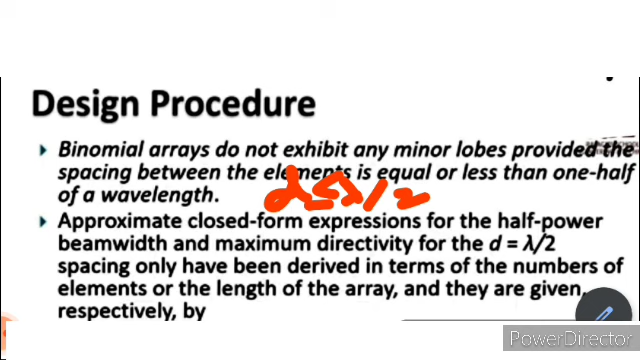 Design Procedure
Binomial arrays do not exhibit any minor lobes provided the
spacing between the elements is equal or less than one-half
of a wavelength.
d≤λ/2
Approximate closed-form expressions for the half-power
beamwidth and maximum directivity for the d = λ/2
spacing only have been derived in terms of the numbers of
elements or the length of the array, and they are given,
respectively, by
PowerDirector